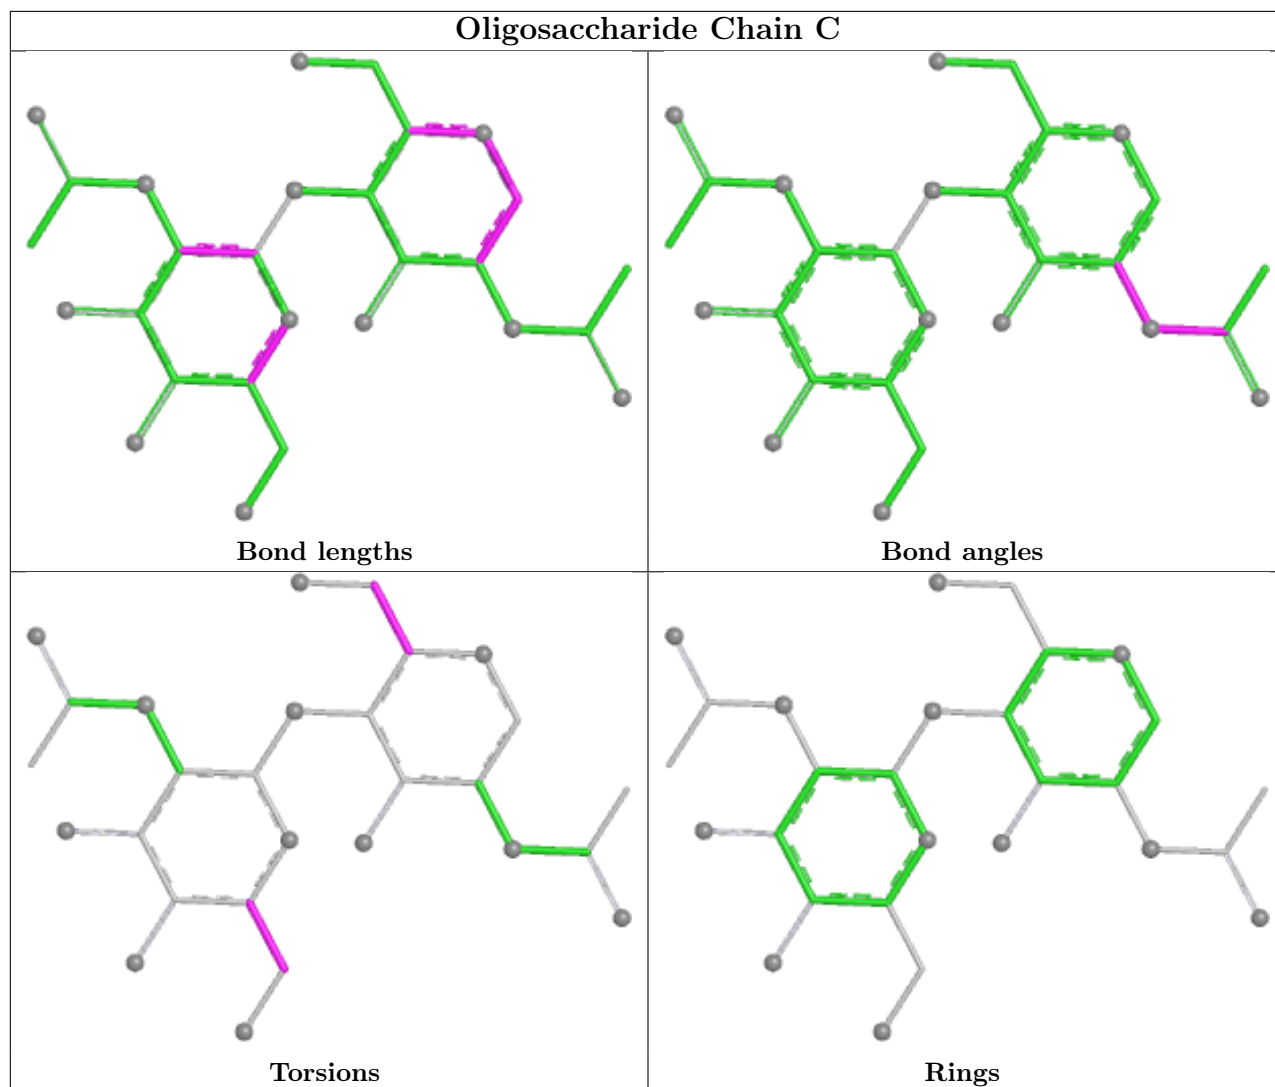 Oligosaccharide Chain C
Bond lengths
Bond angles
Torsions
Rings